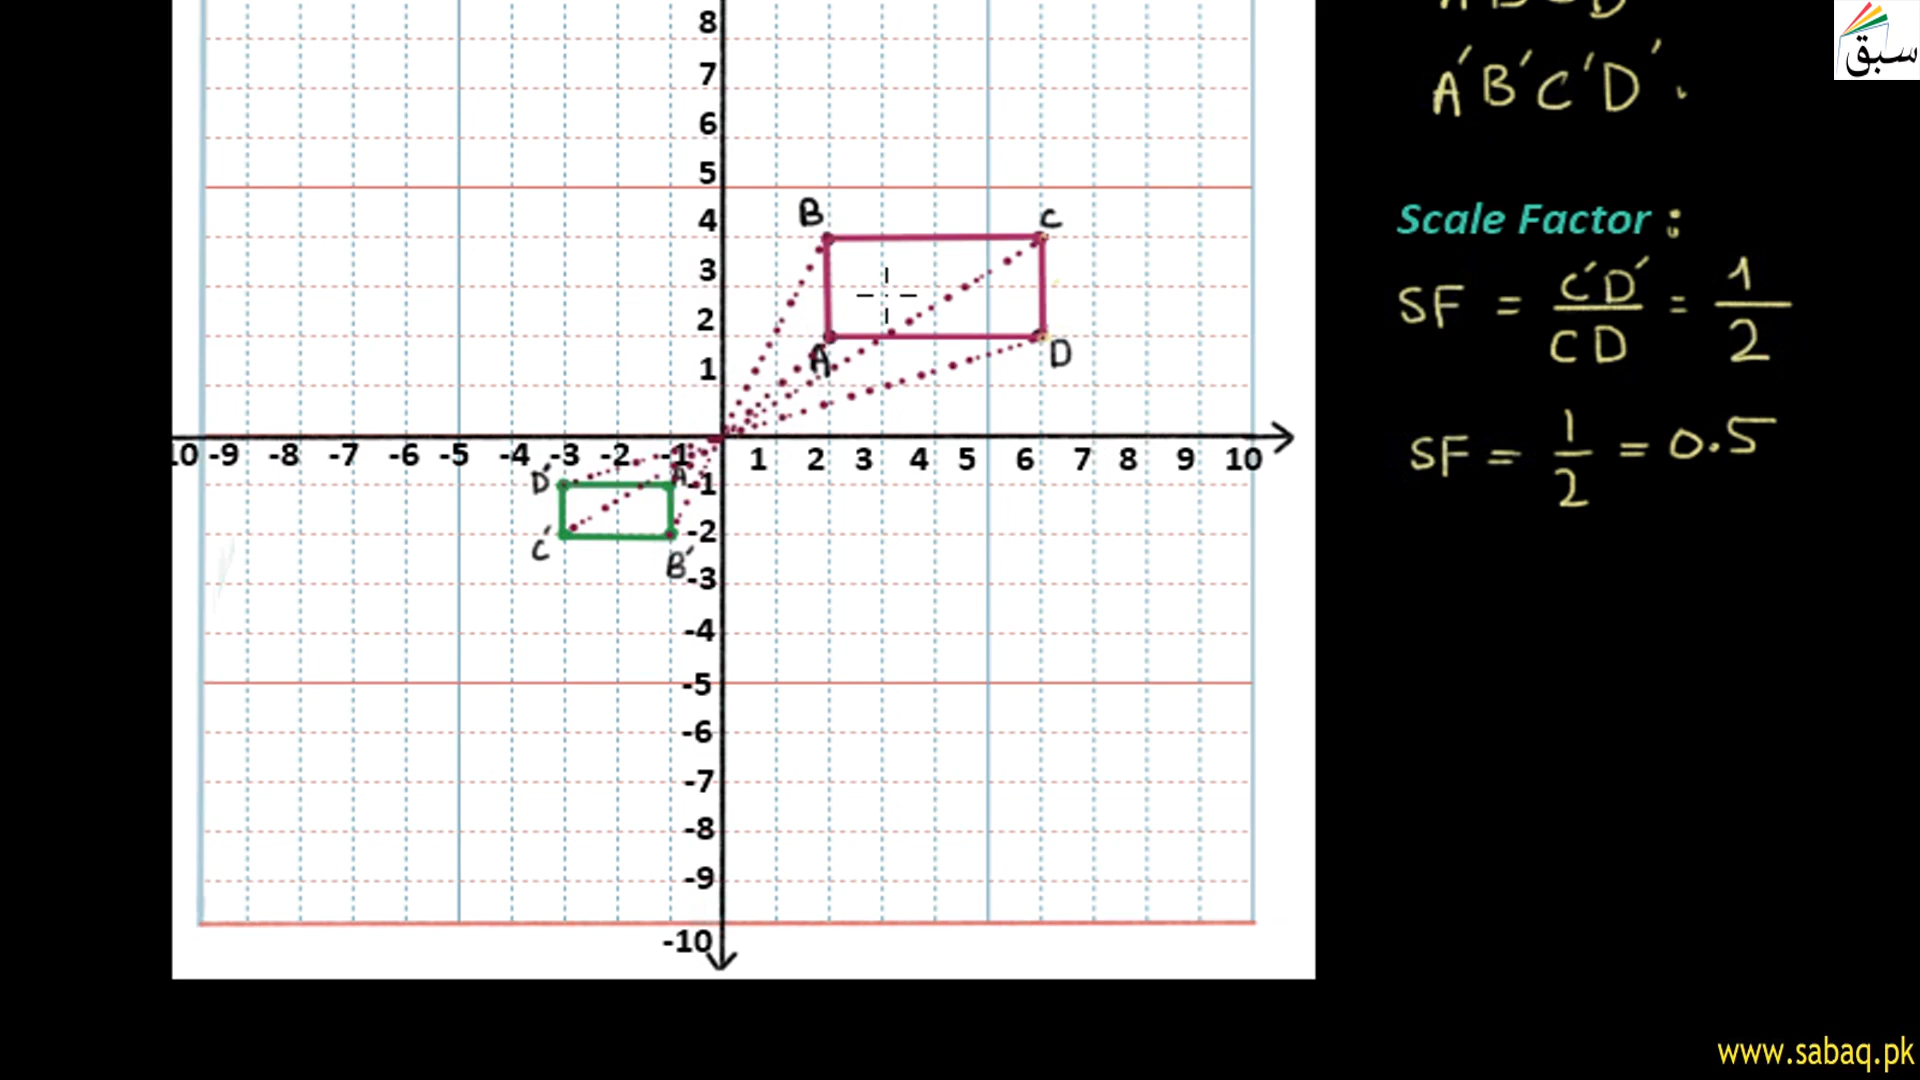 سبق
A'B'C'D'.
Scale Factor :
SF = C'D' / CD = 1 / 2
SF = 1 / 2 = 0.5
8
7
6
5
B C
4
3
2
A D
1
10 -9 -8 -7 -6 -5 -4 -3 -2 -1 1 2 3 4 5 6 7 8 9 10
D' A -1
-2
C' B'
-3
-4
-5
-6
-7
-8
-9
-10
www.sabaq.pk